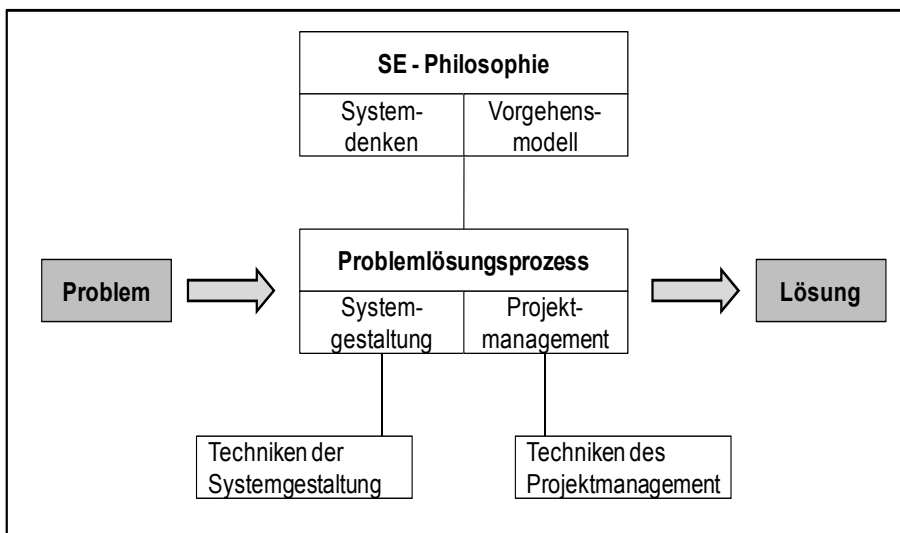 SE - Philosophie
System-
denken
Vorgehens-
modell
Problemlösungsprozess
Problem
Lösung
System-
gestaltung
Projekt-
management
Techniken der
Systemgestaltung
Techniken des
Projektmanagement